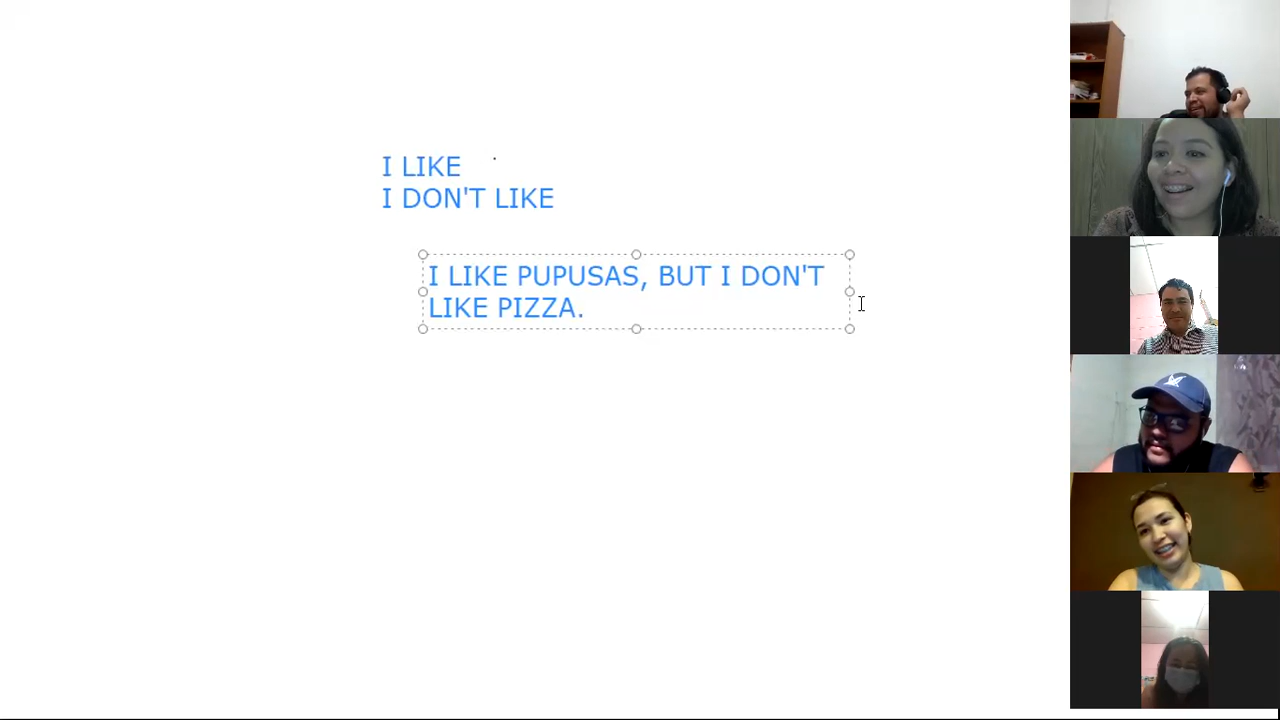 I LIKE
I DON'T LIKE
I LIKE PUPUSAS, BUT I DON'T
LIKE PIZZA.